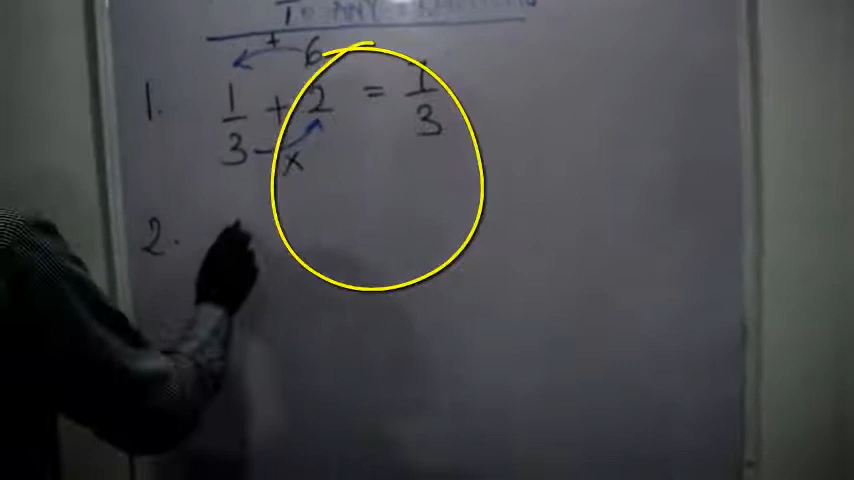 + 6
1. 1/3 + 2 = 1/3
x
2.